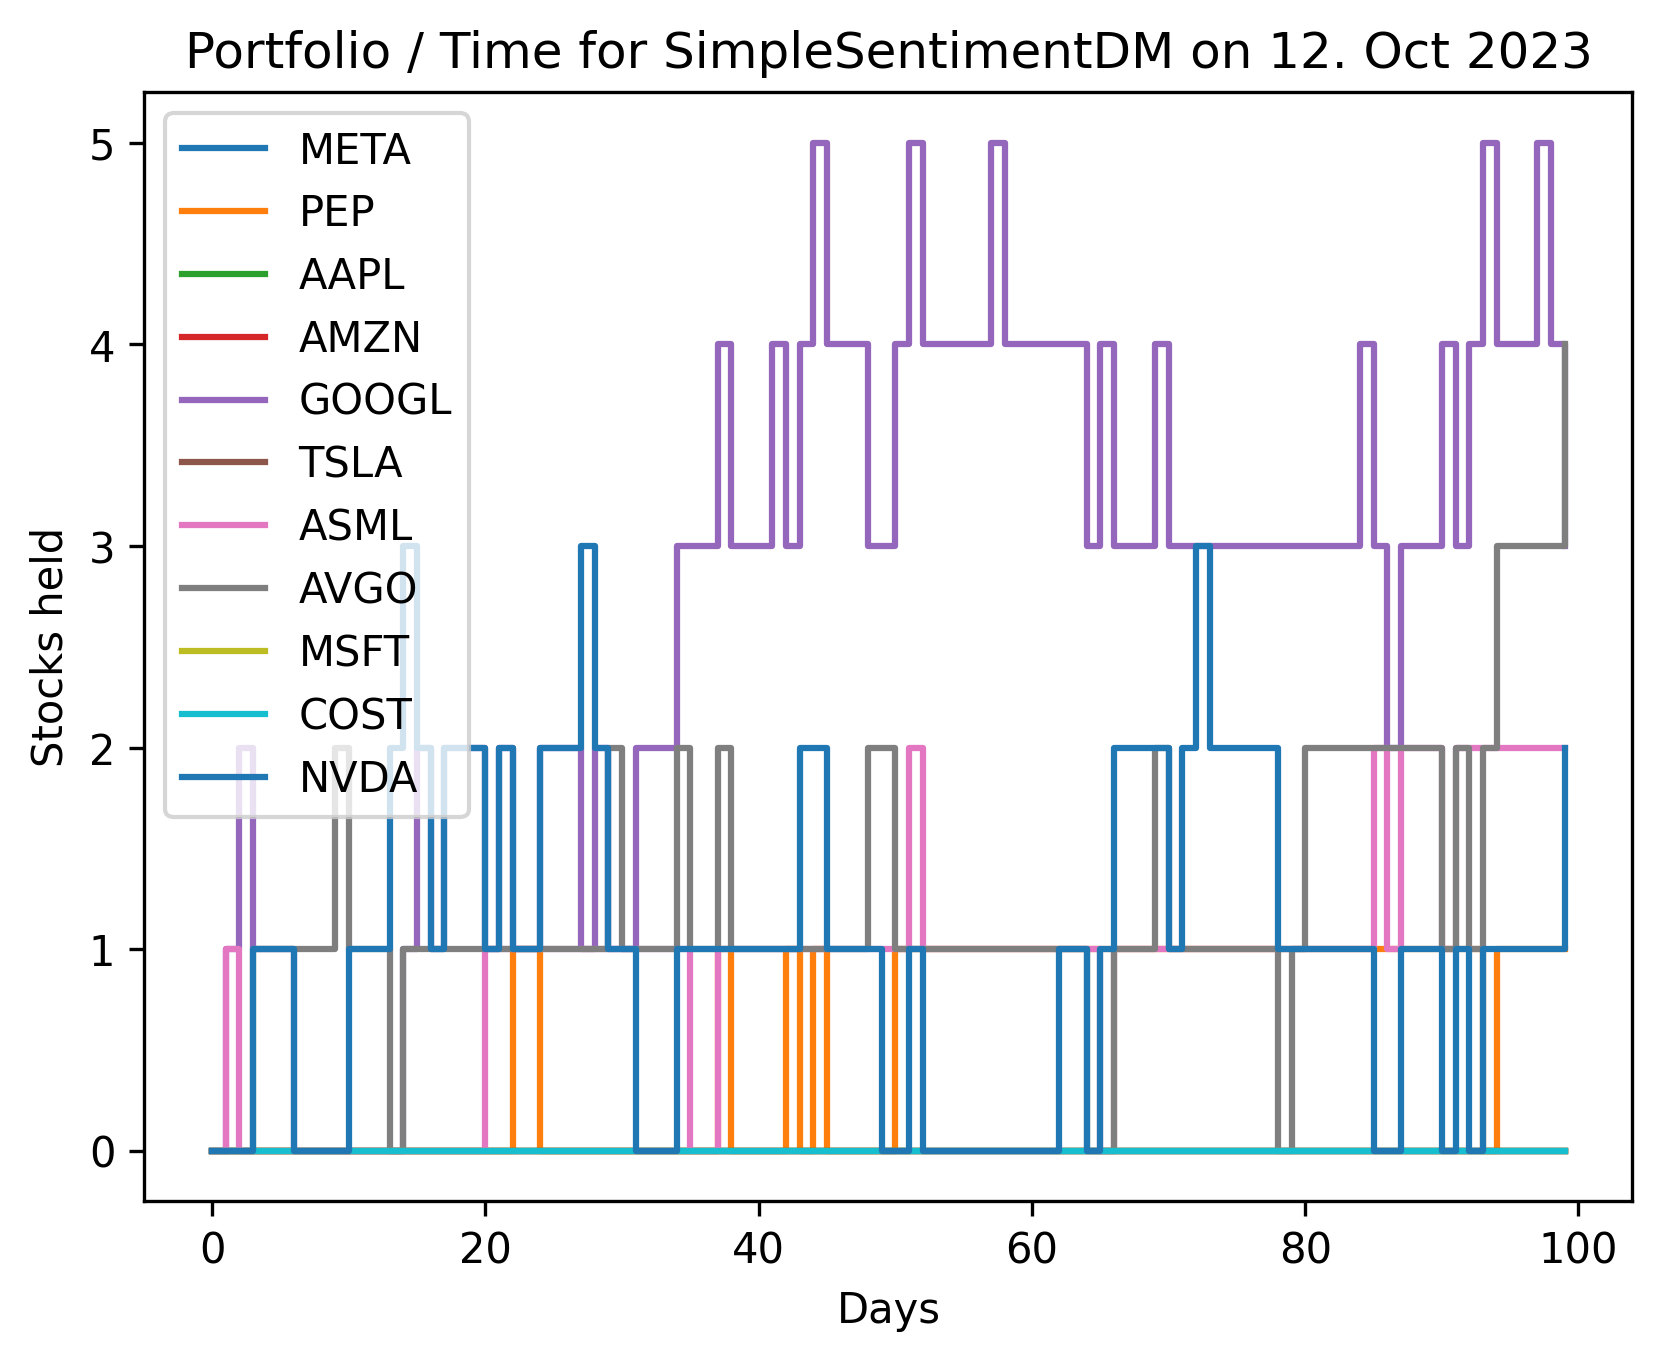 Portfolio / Time for SimpleSentimentDM on 12. Oct 2023
META
PEP
AAPL
AMZN
GOOGL
TSLA
ASML
AVGO
MSFT
COST
NVDA
Stocks held
5
4
3
2
1
0
0 20 40 60 80 100
Days